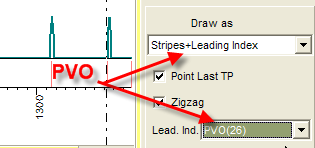 Draw as
Stripes+Leading Index
PVO
Point Last TP
1300
Zigzag
Lead. Ind.
PVO(26)